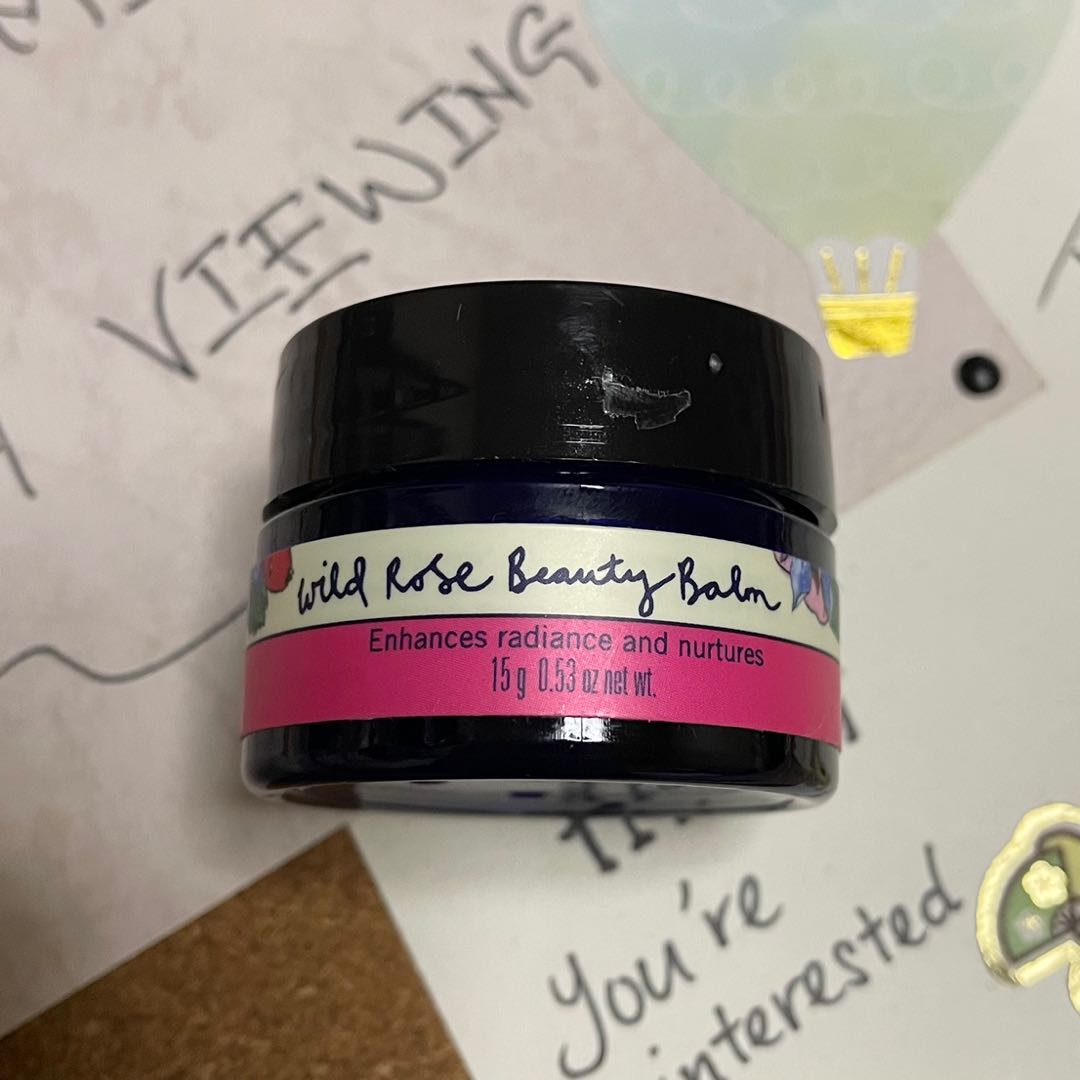 VIEWING
Wild Rose Beauty Balm
Enhances radiance and nurtures
15 g 0.53 oz net wt.
You're
interested